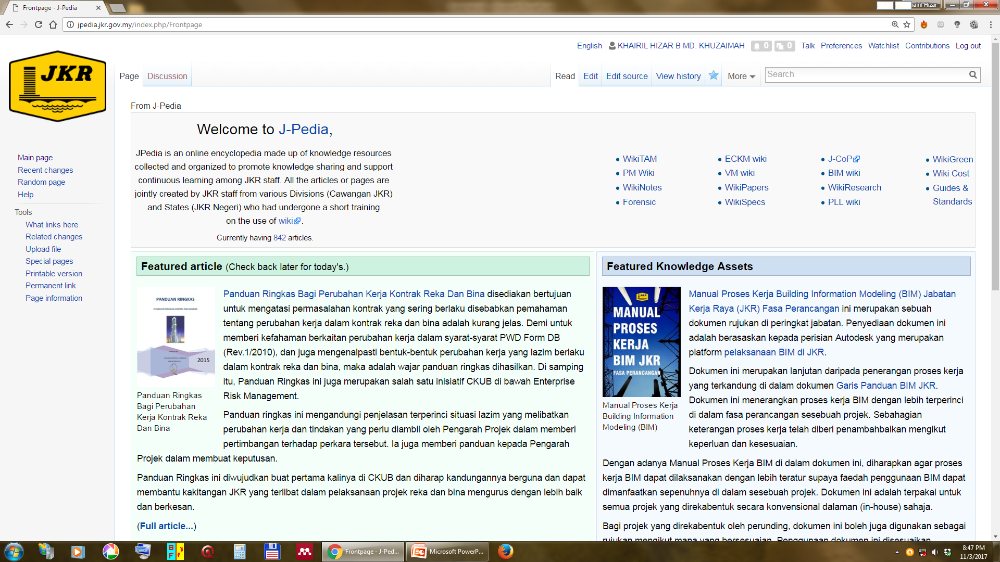 Frontpage - J-Pedia
hairil Hizar
jpedia.jkr.gov.my/index.php/Frontpage
English KHAIRIL HIZAR B MD. KHUZAIMAH 0 0 Talk Preferences Watchlist Contributions Log out
JKR
Page Discussion Read Edit Edit source View history More Search
From J-Pedia
Welcome to J-Pedia,
JPedia is an online encyclopedia made up of knowledge resources
collected and organized to promote knowledge sharing and support
continuous learning among JKR staff. All the articles or pages are
jointly created by JKR staff from various Divisions (Cawangan JKR)
and States (JKR Negeri) who had undergone a short training
on the use of wiki.
Currently having 842 articles.
WikiTAM
PM Wiki
WikiNotes
Forensic
ECKM wiki
VM wiki
WikiPapers
WikiSpecs
J-CoP
BIM wiki
WikiResearch
PLL wiki
WikiGreen
Wiki Cost
Guides &
Standards
Main page
Recent changes
Random page
Help
Tools
What links here
Related changes
Upload file
Special pages
Printable version
Permanent link
Page information
Featured article (Check back later for today's.)
PANDUAN RINGKAS
PERUBAHAN KERJA BAGI KONTRAK REKA DAN BINA
2015
Panduan Ringkas
Bagi Perubahan
Kerja Kontrak Reka
Dan Bina
Panduan Ringkas Bagi Perubahan Kerja Kontrak Reka Dan Bina disediakan bertujuan
untuk mengatasi permasalahan kontrak yang sering berlaku disebabkan pemahaman
tentang perubahan kerja dalam kontrak reka dan bina adalah kurang jelas. Demi untuk
memberi kefahaman berkaitan perubahan kerja dalam syarat-syarat PWD Form DB
(Rev.1/2010), dan juga mengenalpasti bentuk-bentuk perubahan kerja yang lazim berlaku
dalam kontrak reka dan bina, maka adalah wajar panduan ringkas dihasilkan. Di samping
itu, Panduan Ringkas ini juga merupakan salah satu inisiatif CKUB di bawah Enterprise
Risk Management.
Panduan ringkas ini mengandungi penjelasan terperinci situasi lazim yang melibatkan
perubahan kerja dan tindakan yang perlu diambil oleh Pengarah Projek dalam memberi
pertimbangan terhadap perkara tersebut. Ia juga memberi panduan kepada Pengarah
Projek dalam membuat keputusan.
Panduan Ringkas ini diwujudkan buat pertama kalinya di CKUB dan diharap kandungannya berguna dan dapat
membantu kakitangan JKR yang terlibat dalam pelaksanaan projek reka dan bina mengurus dengan lebih baik
dan berkesan.
(Full article...)
Featured Knowledge Assets
JKR
MANUAL
PROSES
KERJA
BIM JKR
FASA PERANCANGAN
Manual Proses Kerja
Building Information
Modeling (BIM)
Manual Proses Kerja Building Information Modeling (BIM) Jabatan
Kerja Raya (JKR) Fasa Perancangan ini merupakan sebuah
dokumen rujukan di peringkat jabatan. Penyediaan dokumen ini
adalah berasaskan kepada perisian Autodesk yang merupakan
platform pelaksanaan BIM di JKR.
Dokumen ini merupakan lanjutan daripada penerangan proses kerja
yang terkandung di dalam dokumen Garis Panduan BIM JKR.
Dokumen ini menerangkan proses kerja BIM dengan lebih terperinci
di dalam fasa perancangan sesebuah projek. Sebahagian
keterangan proses kerja telah diberi penambahbaikan mengikut
keperluan dan kesesuaian.
Dengan adanya Manual Proses Kerja BIM di dalam dokumen ini, diharapkan agar proses
kerja BIM dapat dilaksanakan dengan lebih teratur supaya faedah penggunaan BIM dapat
dimanfaatkan sepenuhnya di dalam sesebuah projek. Dokumen ini adalah terpakai untuk
semua projek yang direkabentuk secara konvensional dalaman (in-house) sahaja.
Bagi projek yang direkabentuk oleh perunding, dokumen ini boleh juga digunakan sebagai
rujukan mengikut mana yang bersesuaian. Penggunaan dokumen ini disesuaikan
B F
Frontpage - J-Ped...
Microsoft PowerP...
8:47 PM
11/3/2017